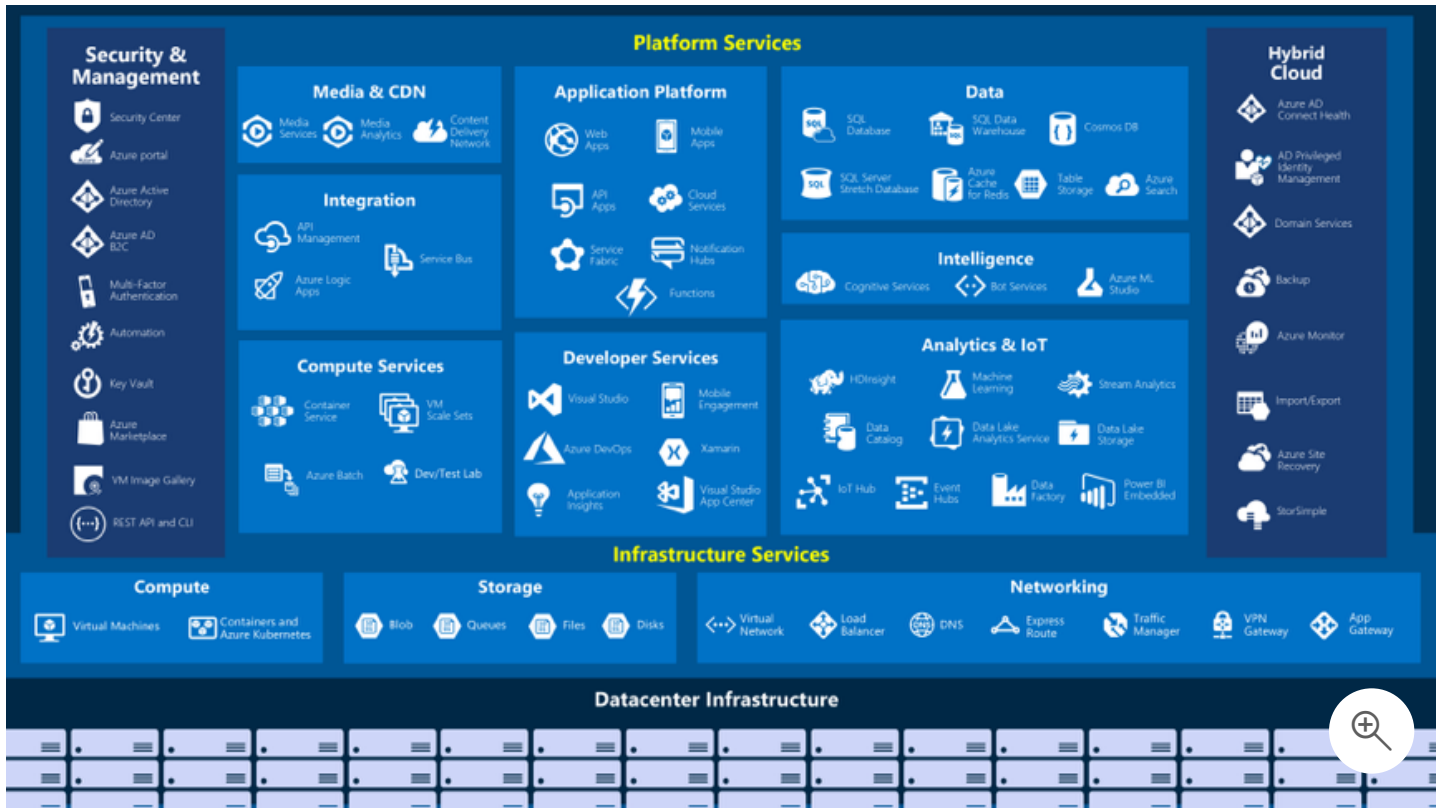 Platform Services
Security &
Management
Security Center
Azure portal
Azure Active
Directory
Azure AD
B2C
Multi-Factor
Authentication
Automation
Key Vault
Azure
Marketplace
VM Image Gallery
REST API and CLI
Media & CDN
Media
Services
Media
Analytics
Content
Delivery
Network
Integration
API
Management
Service Bus
Azure Logic
Apps
Compute Services
Container
Service
VM
Scale Sets
Azure Batch
Dev/Test Lab
Application Platform
Web
Apps
Mobile
Apps
API
Apps
Cloud
Services
Service
Fabric
Notification
Hubs
Functions
Developer Services
Visual Studio
Mobile
Engagement
Azure DevOps
Xamarin
Application
Insights
Visual Studio
App Center
Data
SQL
SQL
Database
SQL
SQL Data
Warehouse
Cosmos DB
SQL
SQL Server
Stretch Database
Azure
Cache
for Redis
Table
Storage
Azure
Search
Intelligence
Cognitive Services
Bot Services
Azure ML
Studio
Analytics & IoT
HDInsight
Machine
Learning
Stream Analytics
Data
Catalog
Data Lake
Analytics Service
Data Lake
Storage
IoT Hub
Event
Hubs
Data
Factory
Power BI
Embedded
Hybrid
Cloud
Azure AD
Connect Health
AD Privileged
Identity
Management
Domain Services
Backup
Azure Monitor
Import/Export
Azure Site
Recovery
StorSimple
Infrastructure Services
Compute
Virtual Machines
Containers and
Azure Kubernetes
Storage
Blob
Queues
Files
Disks
Networking
Virtual
Network
Load
Balancer
DNS
DNS
Express
Route
Traffic
Manager
VPN
Gateway
App
Gateway
Datacenter Infrastructure